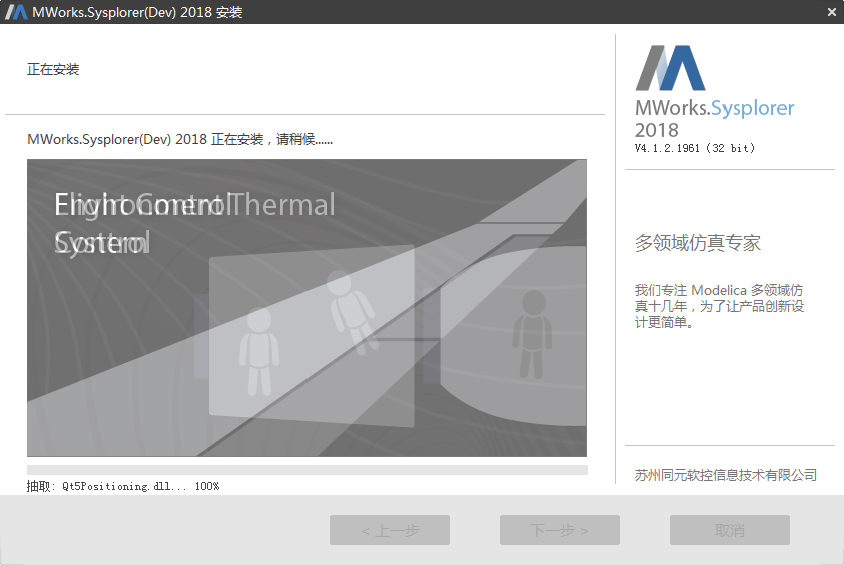 MWorks.Sysplorer(Dev) 2018 安装
正在安装
MWorks.Sysplorer(Dev) 2018 正在安装，请稍候......
Environment Thermal
Control
Flight Control
System
抽取: Qt5Positioning.dll... 100%
MWorks.Sysplorer
2018
V4.1.2.1961 (32 bit)
多领域仿真专家
我们专注 Modelica 多领域仿
真十几年，为了让产品创新设
计更简单。
苏州同元软控信息技术有限公司
< 上一步
下一步 >
取消